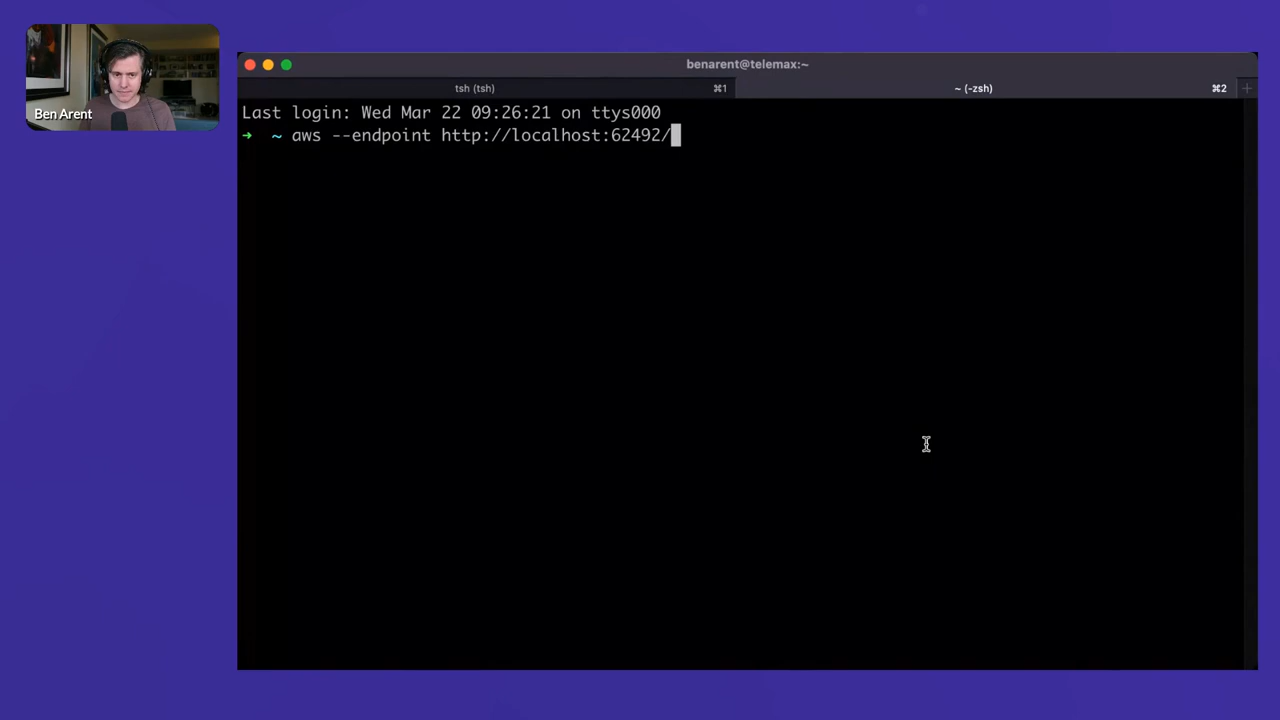 Ben Arent
benarent@telemax:~
tsh (tsh) ⌘1 ~ (-zsh) ⌘2 +
Last login: Wed Mar 22 09:26:21 on ttys000
➜ ~ aws --endpoint http://localhost:62492/